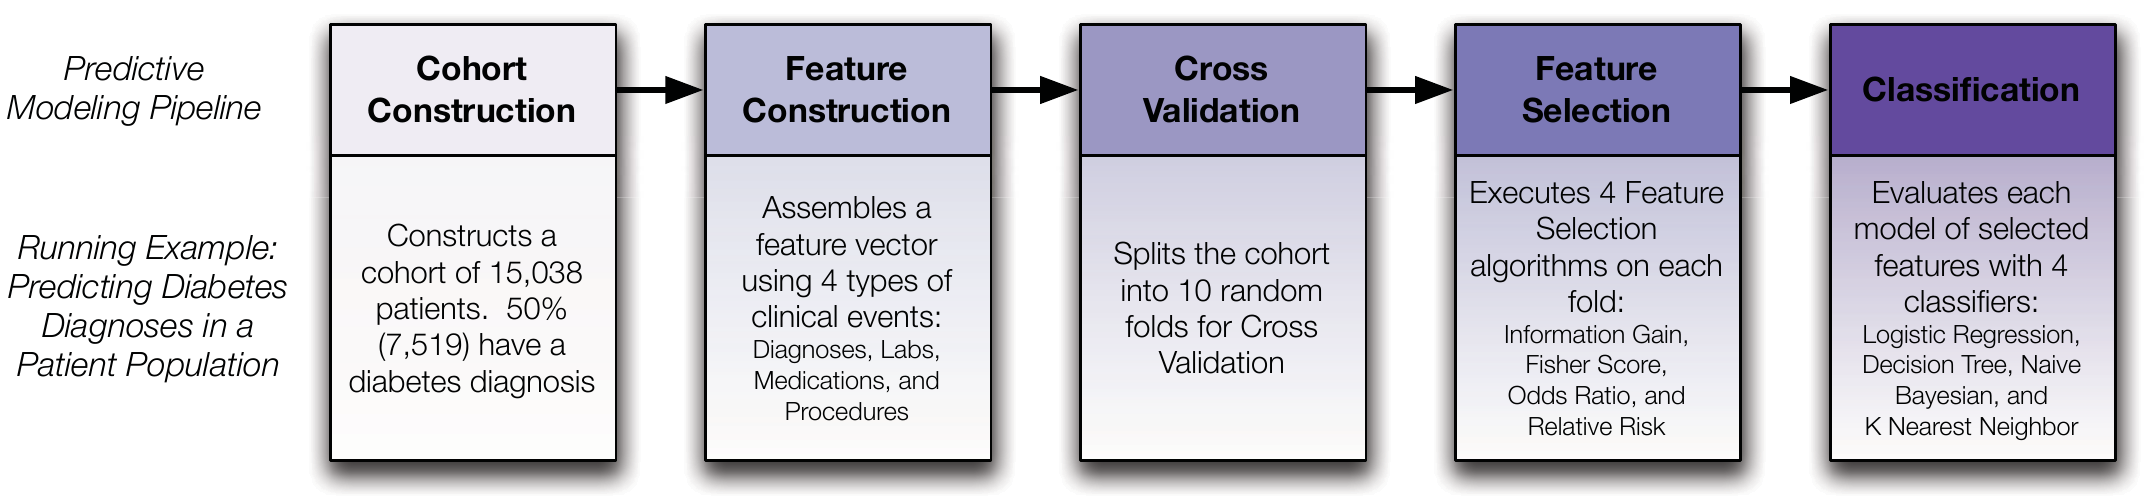 Predictive
Modeling Pipeline
Cohort
Construction
Feature
Construction
Cross
Validation
Feature
Selection
Classification
Running Example:
Predicting Diabetes
Diagnoses in a
Patient Population
Constructs a
cohort of 15,038
patients.  50%
(7,519) have a
diabetes diagnosis
Assembles a
feature vector
using 4 types of
clinical events:
Diagnoses, Labs,
Medications, and
Procedures
Splits the cohort
into 10 random
folds for Cross
Validation
Executes 4 Feature
Selection
algorithms on each
fold:
Information Gain,
Fisher Score,
Odds Ratio, and
Relative Risk
Evaluates each
model of selected
features with 4
classifiers:
Logistic Regression,
Decision Tree, Naive
Bayesian, and
K Nearest Neighbor